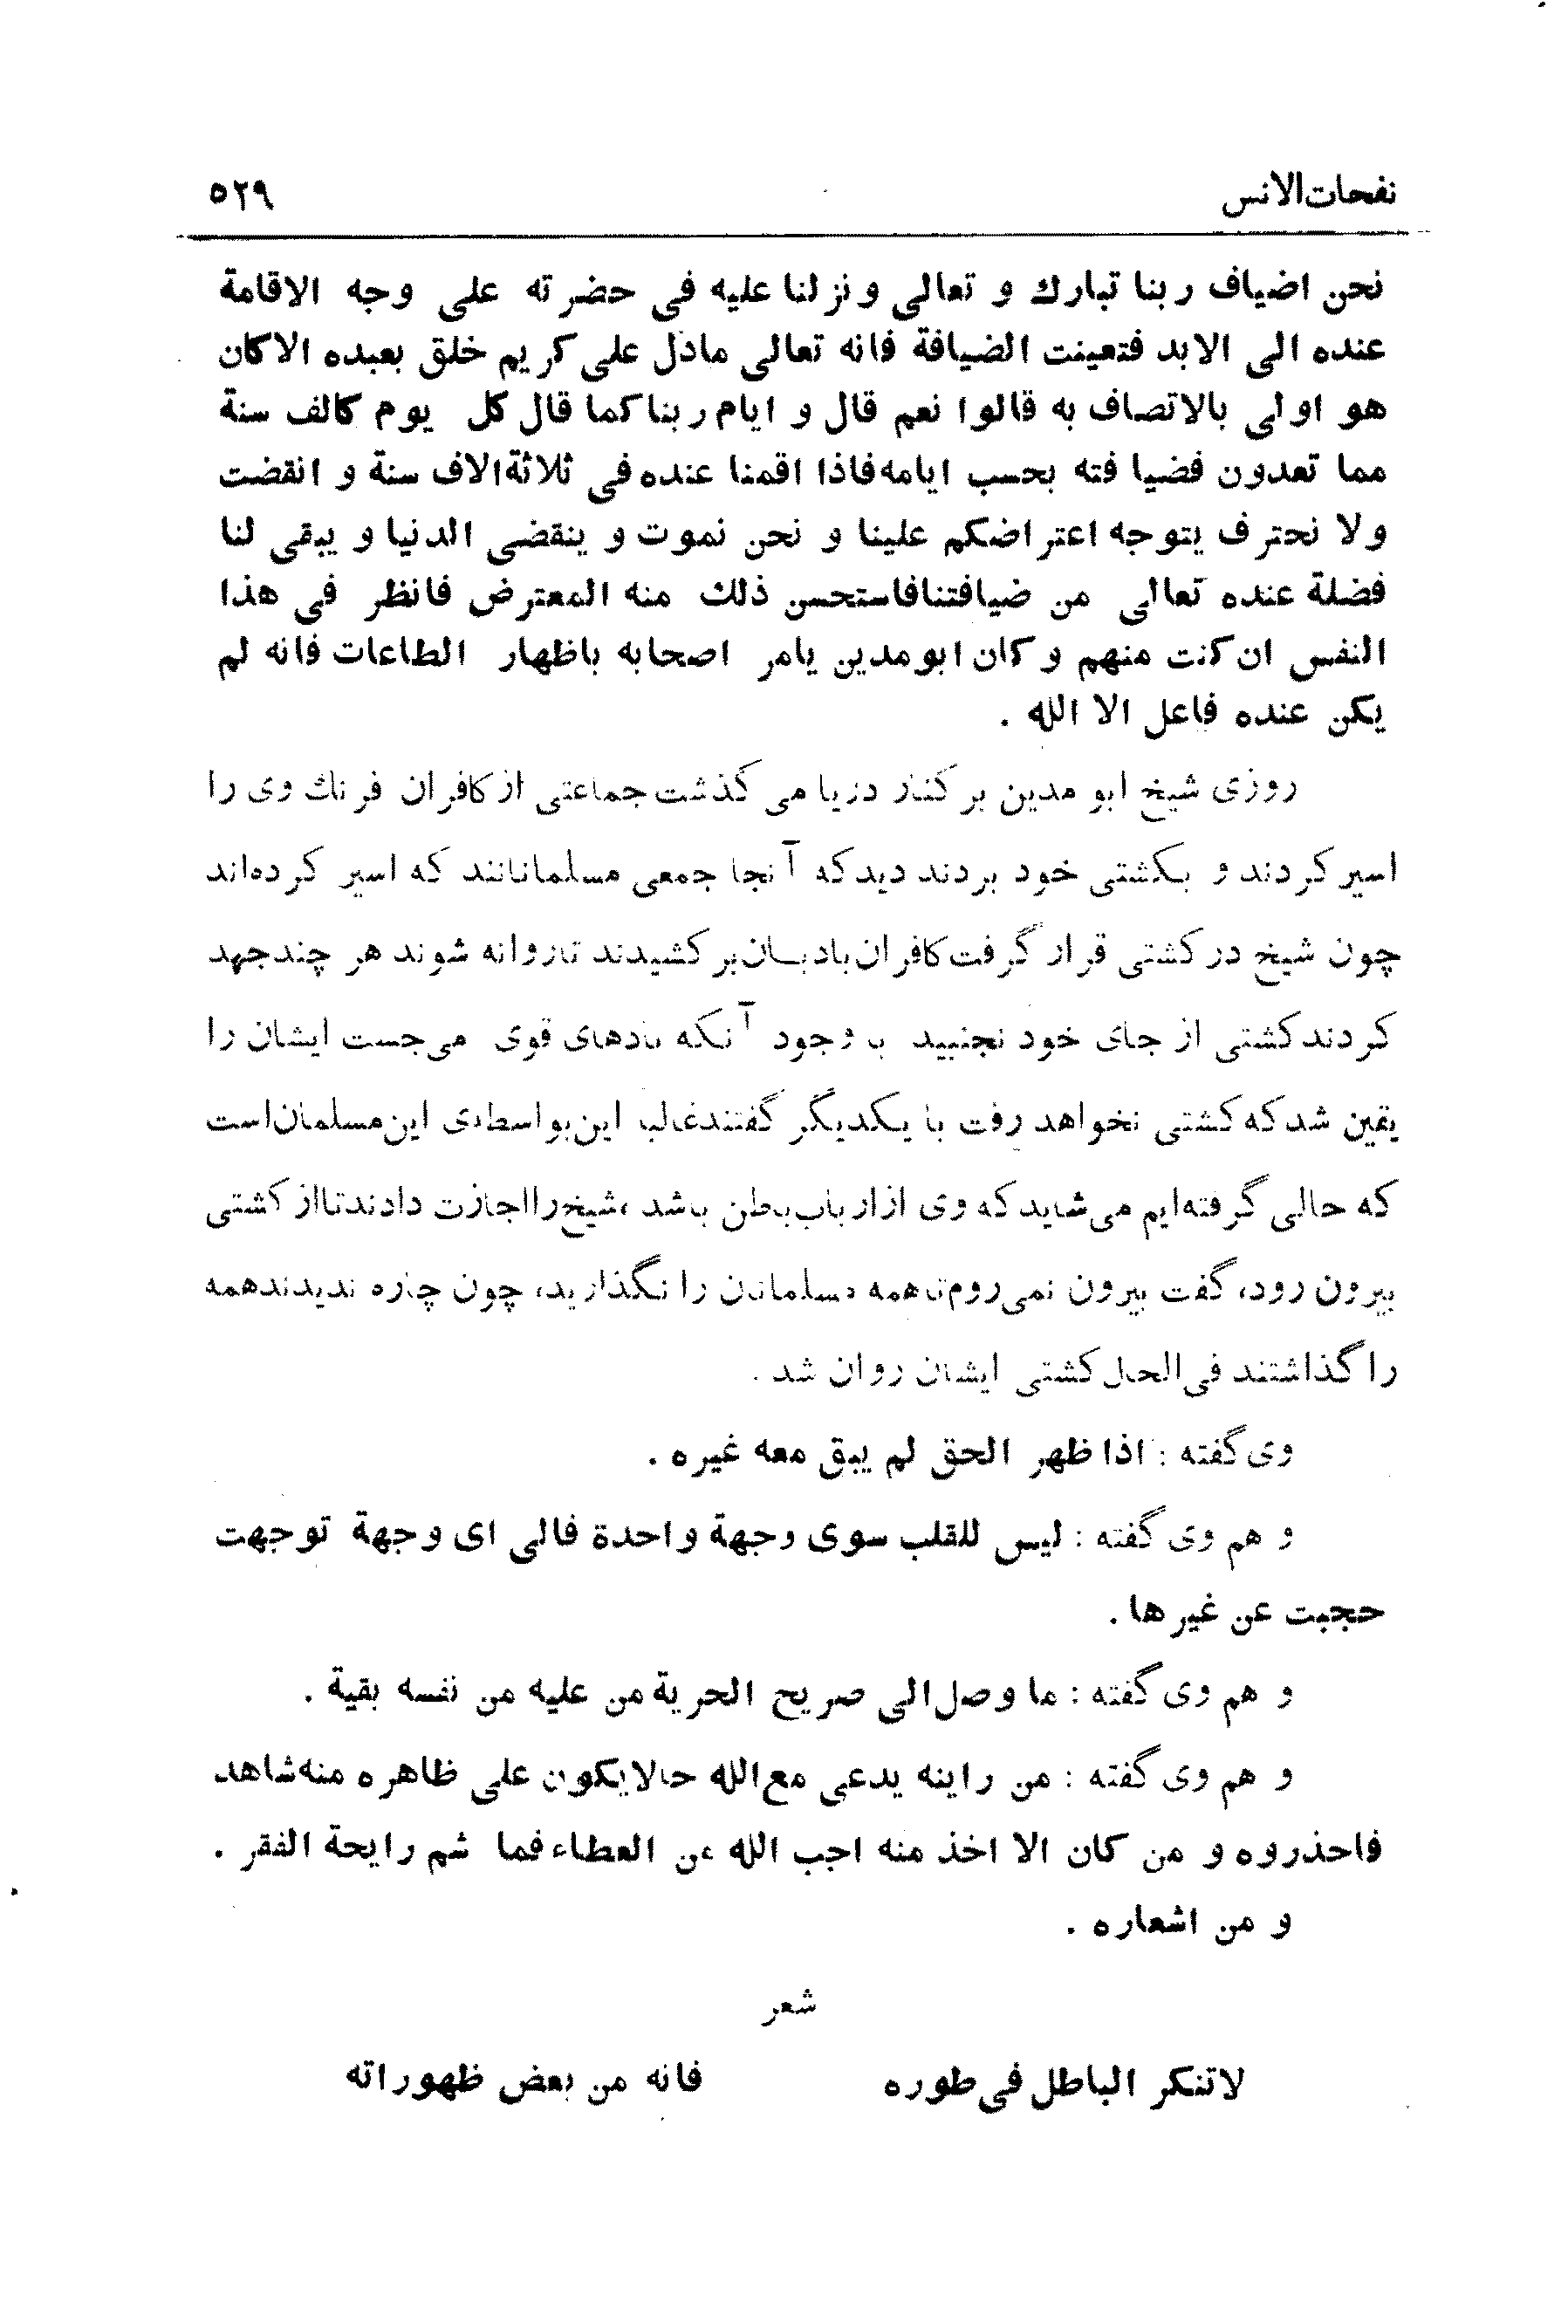 نفحات‌الانس
٥٢٩
نحن اضیاف ربنا تبارك و تعالی و نزلنا علیه فی حضرته علی وجه الاقامة
عنده الی الابد فتعینت الضیافة فانه تعالی مادل علی کریم خلق بعبده الاکان
هو اولی بالاتصاف به قالوا نعم قال و ایام ربنا کما قال کل یوم کالف سنة
مما تعدون فضیا فته بحسب ایامه فاذا اقمنا عنده فی ثلاثة الاف سنة و انقضت
ولا نحترف یتوجه اعتراضکم علینا و نحن نموت و ینقضی الدنیا و یبقی لنا
فضلة عنده تعالی من ضیافتنا فاستحسن ذلك منه المعترض فانظر فی هذا
النفس ان کنت منهم و کان ابو مدین یامر اصحابه باظهار الطاعات فانه لم
یکن عنده فاعل الا الله .
روزی شیخ ابو مدین بر کنار دریا می گذشت جماعتی از کافران فرنك وی را
اسیر کردند و بکشتی خود بردند دید که آنجا جمعی مسلمانانند که اسیر کرده‌اند
چون شیخ در کشتی قرار گرفت کافران بادبان بر کشیدند تاروانه شوند هر چند جهد
کردند کشتی از جای خود نجنبید با وجود آنکه بادهای قوی می‌جست ایشان را
یقین شد که کشتی نخواهد رفت با یکدیگر گفتند غالبا این بواسطه‌ی این مسلمان است
که حالی گرفته‌ایم می‌شاید که وی از ارباب باطن باشد ، شیخ را اجازت دادند تا از کشتی
بیرون رود، گفت بیرون نمی‌روم تا همه مسلمانان را نگذارید، چون چاره ندیدند همه
را گذاشتند فی‌الحال کشتی ایشان روان شد .
وی گفته : اذا ظهر الحق لم یبق معه غیره .
و هم وی گفته : لیس للقلب سوی وجهة واحدة فالی ای وجهة توجهت
حجبت عن غیرها .
و هم وی گفته : ما وصل الی صریح الحریة من علیه من نفسه بقیة .
و هم وی گفته : من راینه یدعی مع الله حالا یکون علی ظاهره منه شاهد
فاحذروه و من کان الا اخذ منه اجب الله من العطاء فما شم رایحة الفقر .
و من اشعاره .
شعر
لاتنکر الباطل فی طوره
فانه من بعض ظهوراته